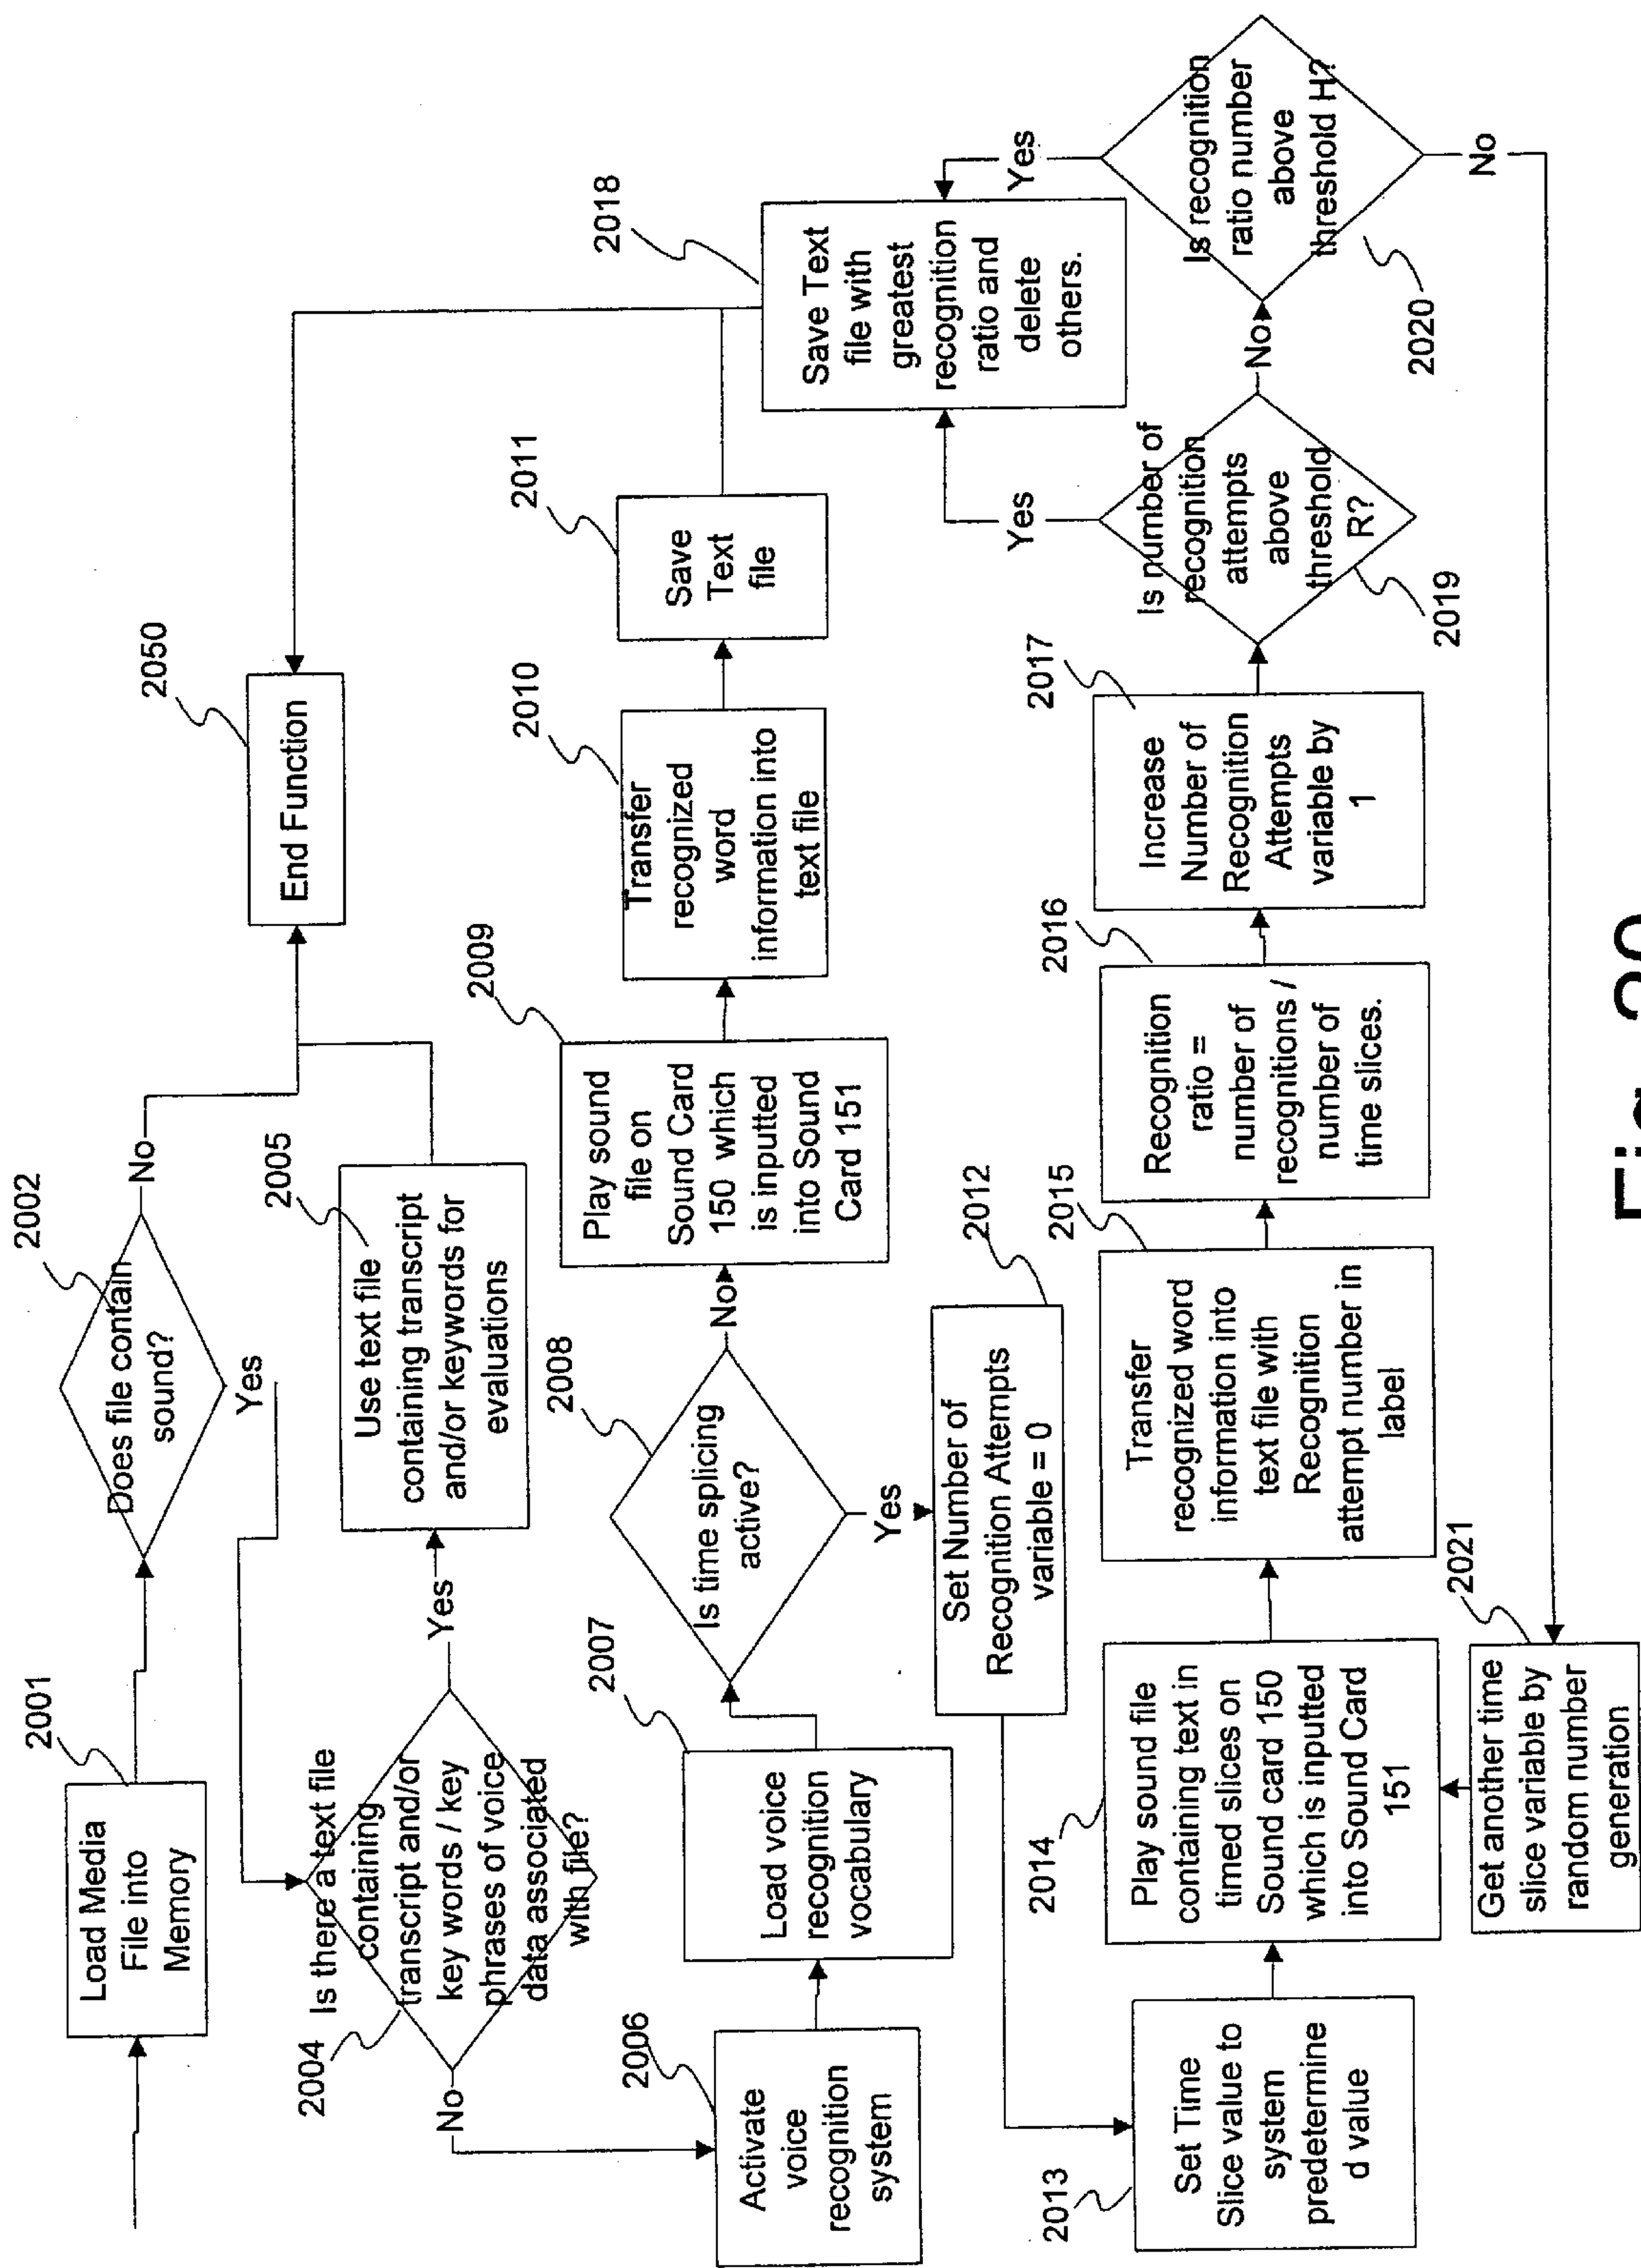 2001
Load Media
File into
Memory
2002
Does file contain
sound?
No
Yes
2050
End Function
2004
Is there a text file
containing
transcript and/or
key words / key
phrases of voice
data associated
with file?
Yes
No
2005
Use text file
containing transcript
and/or keywords for
evaluations
2006
Activate
voice
recognition
system
2007
Load voice
recognition
vocabulary
2008
Is time splicing
active?
No
Yes
2009
Play sound
file on
Sound Card
150 which
is inputted
into Sound
Card 151
2010
Transfer
recognized
word
information into
text file
2011
Save
Text
file
2018
Save Text
file with
greatest
recognition
ratio and
delete
others.
2012
Set Number of
Recognition Attempts
variable = 0
2013
Set Time
Slice value to
system
predetermine
d value
2014
Play sound file
containing text in
timed slices on
Sound card 150
which is inputted
into Sound Card
151
2015
Transfer
recognized word
information into
text file with
Recognition
attempt number in
label
2016
Recognition
ratio =
number of
recognitions /
number of
time slices.
2017
Increase
Number of
Recognition
Attempts
variable by
1
2019
Is number of
recognition
attempts
above
threshold
R?
Yes
No
2020
Is recognition
ratio number
above
threshold H?
Yes
No
2021
Get another time
slice variable by
random number
generation